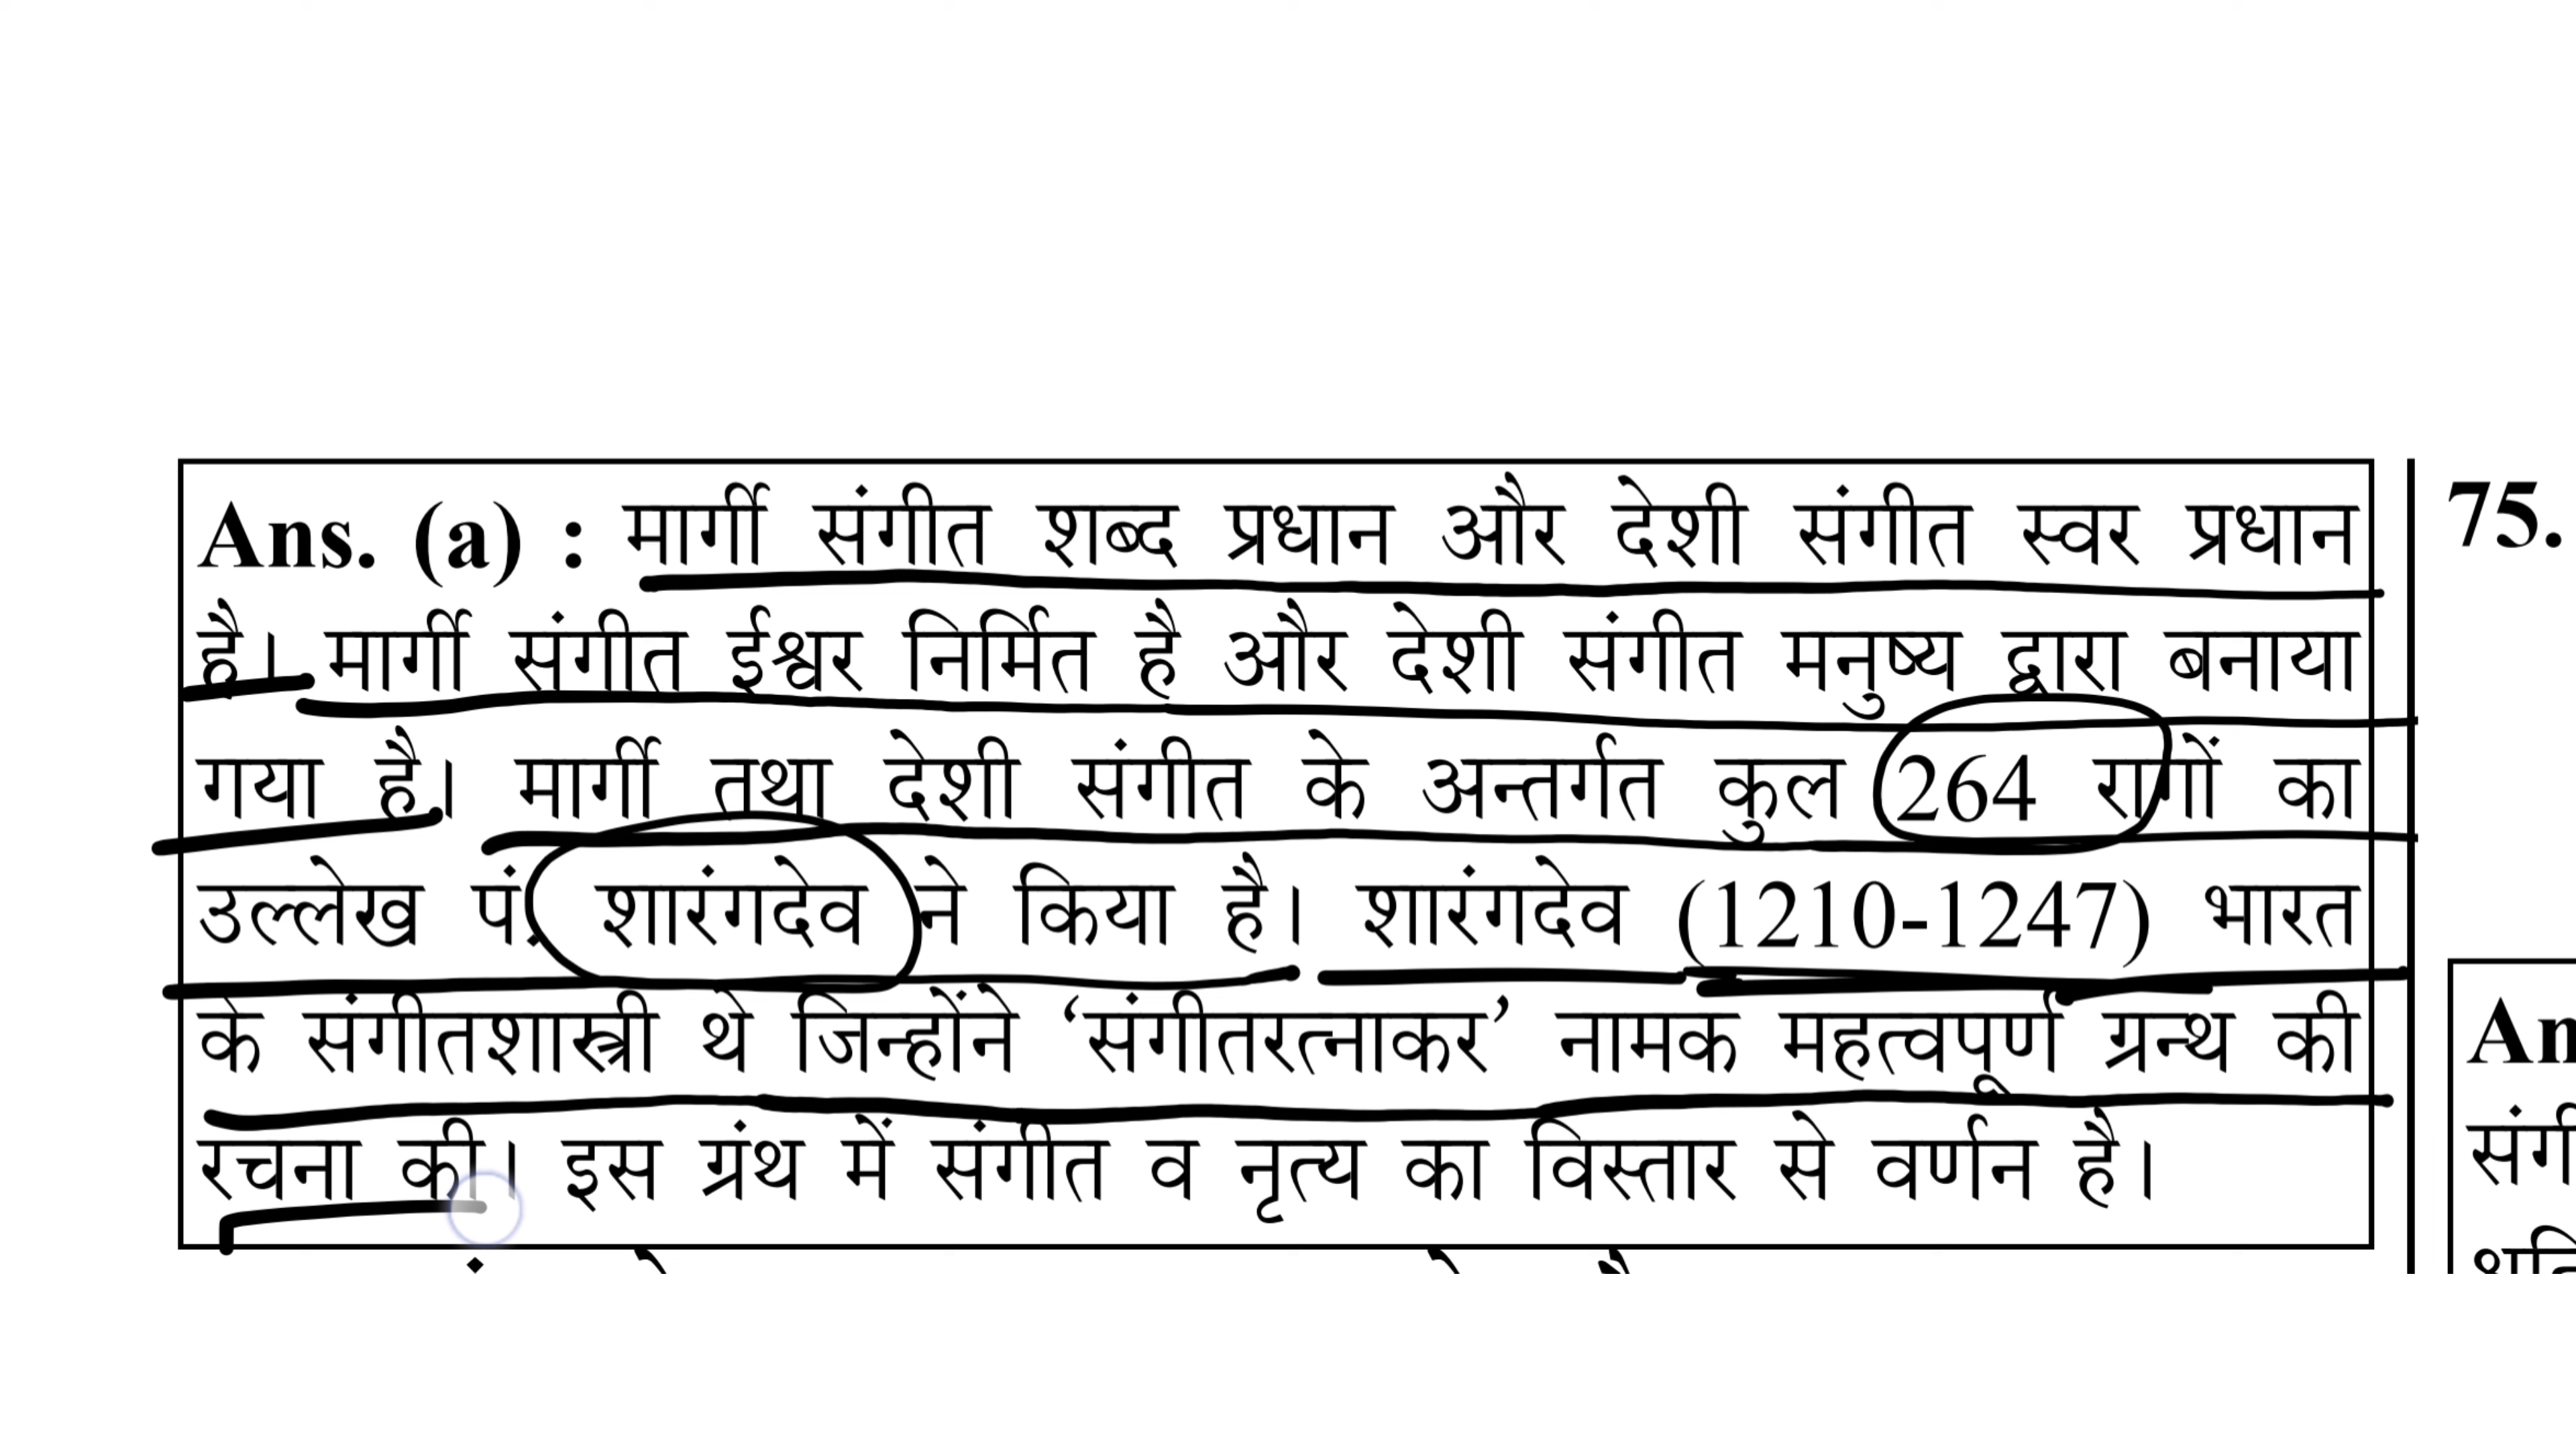 Ans. (a) : मार्गी संगीत शब्द प्रधान और देशी संगीत स्वर प्रधान
है। मार्गी संगीत ईश्वर निर्मित है और देशी संगीत मनुष्य द्वारा बनाया
गया है। मार्गी तथा देशी संगीत के अन्तर्गत कुल 264 रागों का
उल्लेख पं. शारंगदेव ने किया है। शारंगदेव (1210-1247) भारत
के संगीतशास्त्री थे जिन्होंने ‘संगीतरत्नाकर’ नामक महत्वपूर्ण ग्रन्थ की
रचना की। इस ग्रंथ में संगीत व नृत्य का विस्तार से वर्णन है।
75.
An